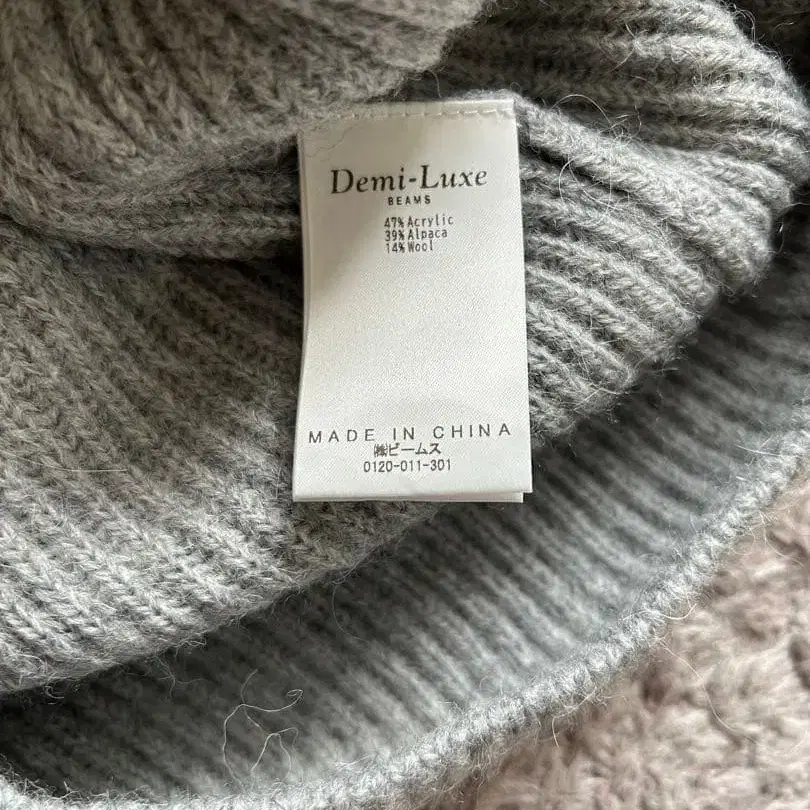 Demi-Luxe
BEAMS
47% Acrylic
39% Alpaca
14% Wool
MADE IN CHINA
㈱ビームス
0120-011-301